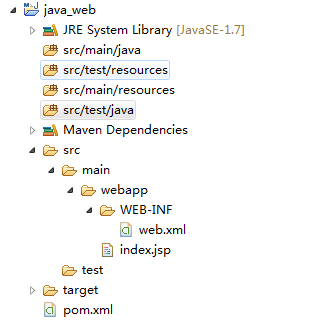 java_web
JRE System Library [JavaSE-1.7]
src/main/java
src/test/resources
src/main/resources
src/test/java
Maven Dependencies
src
main
webapp
WEB-INF
web.xml
index.jsp
test
target
pom.xml